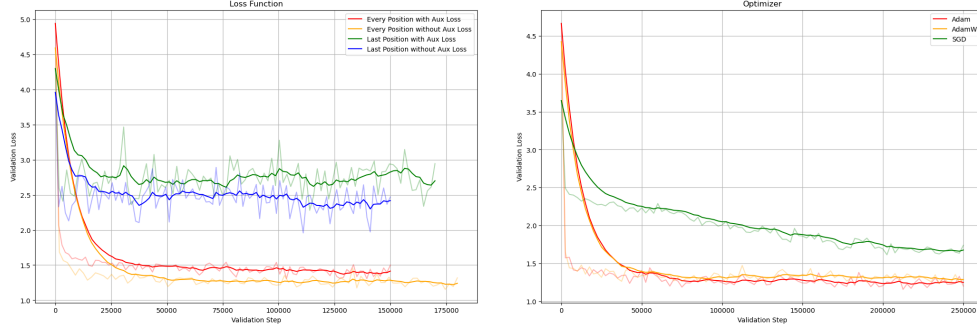 Loss Function
Every Position with Aux Loss
Every Position without Aux Loss
Last Position with Aux Loss
Last Position without Aux Loss
Validation Loss
5.0
4.5
4.0
3.5
3.0
2.5
2.0
1.5
1.0
0
25000
50000
75000
100000
125000
150000
175000
Validation Step
Optimizer
Adam
AdamW
SGD
Validation Loss
4.5
4.0
3.5
3.0
2.5
2.0
1.5
1.0
0
50000
100000
150000
200000
250000
Validation Step